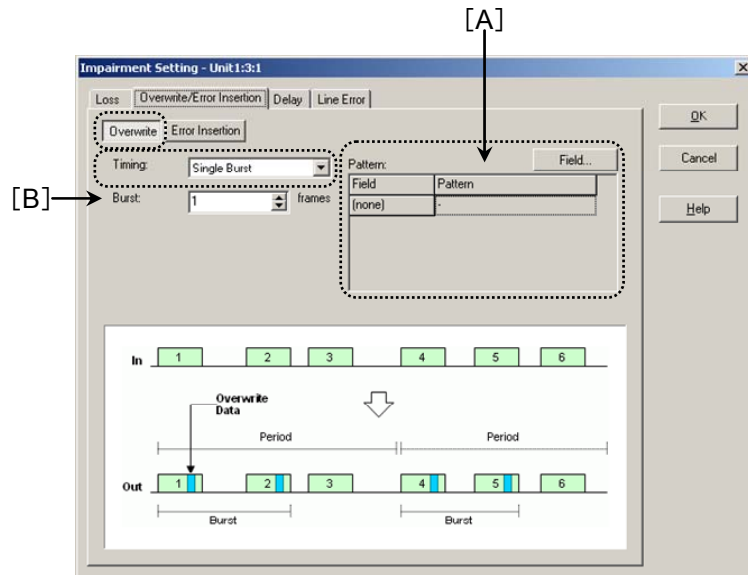 [A]
Impairment Setting - Unit1:3:1
Loss Overwrite/Error Insertion Delay Line Error
OK
Overwrite Error Insertion
Timing: Single Burst
Pattern: Field...
Cancel
Field Pattern
[B]
Burst: 1 frames
(none) -
Help
In 1 2 3 4 5 6
Overwrite
Data
Period Period
Out 1 2 3 4 5 6
Burst Burst